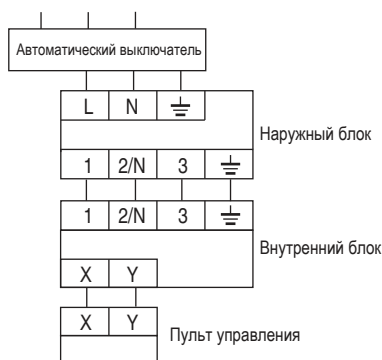 Автоматический выключатель
L N
Наружный блок
1 2/N 3
1 2/N 3
Внутренний блок
X Y
X Y
Пульт управления